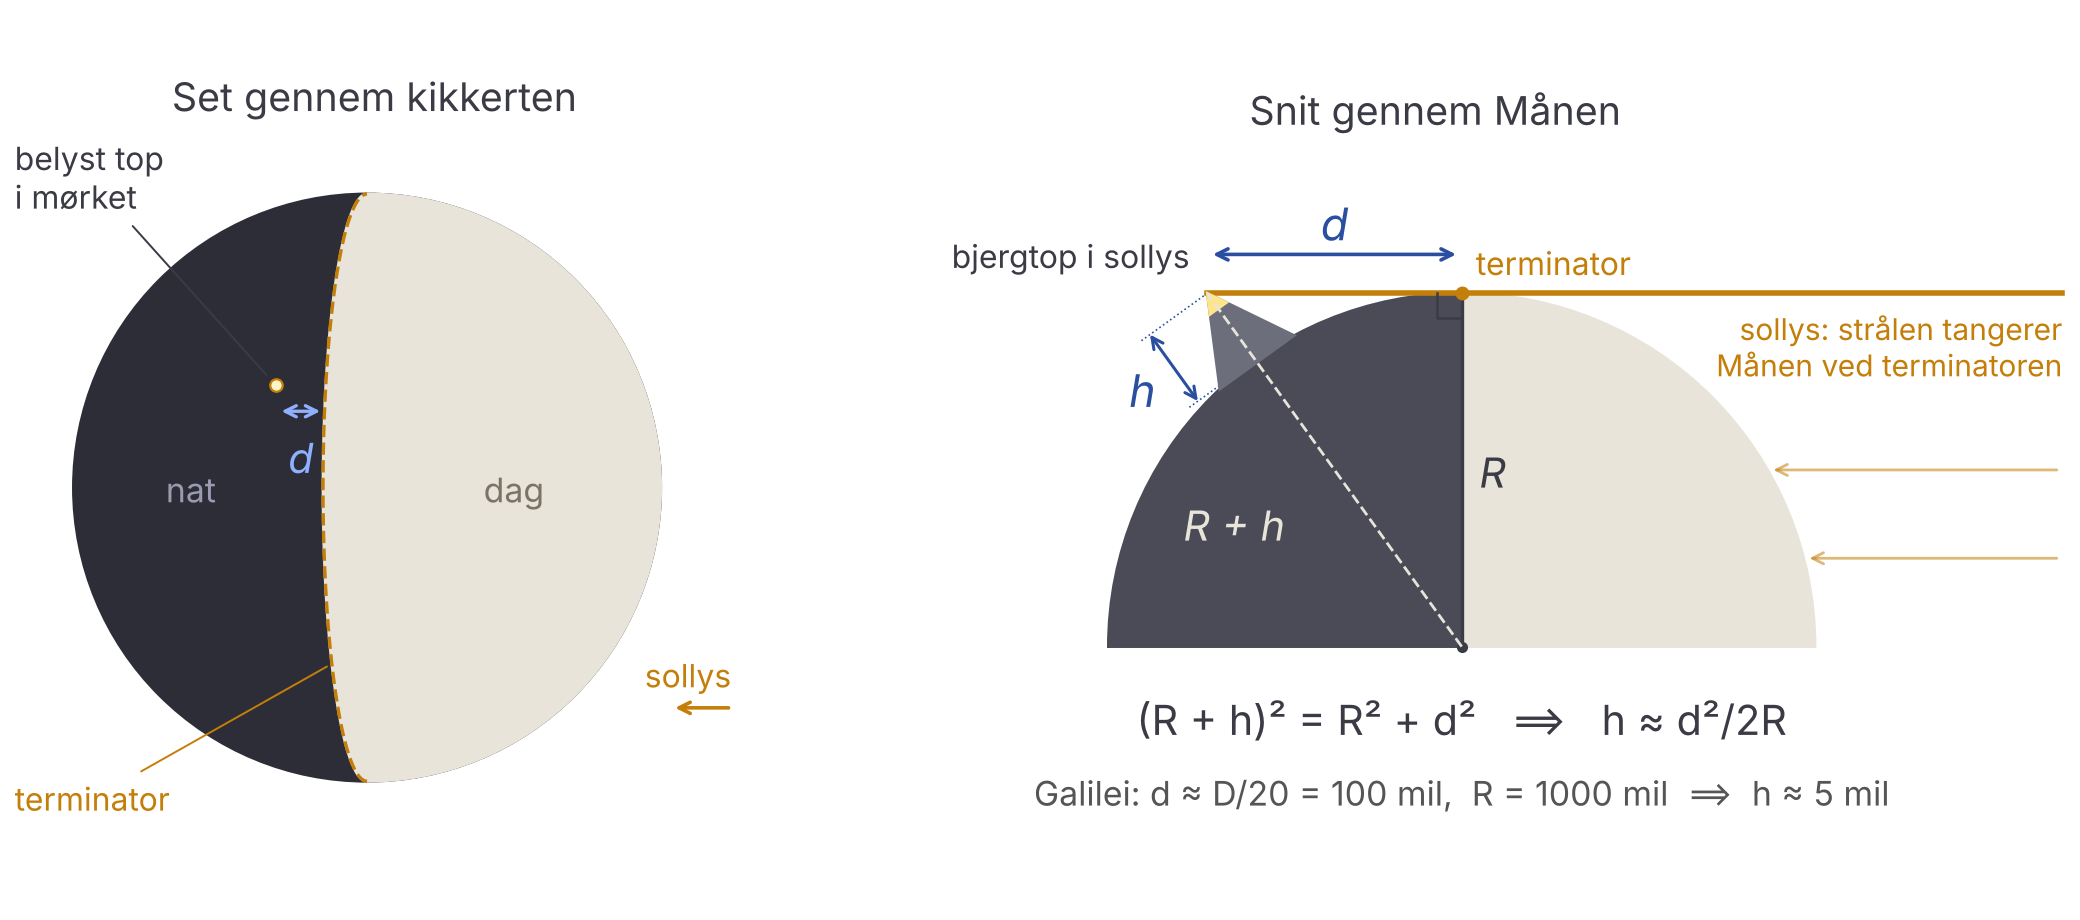 Set gennem kikkerten
belyst top
i mørket
d
nat
dag
sollys
terminator
Snit gennem Månen
d
bjergtop i sollys
terminator
sollys: strålen tangerer
Månen ved terminatoren
h
R
R + h
(R + h)² = R² + d² ⟹ h ≈ d²/2R
Galilei: d ≈ D/20 = 100 mil, R = 1000 mil ⟹ h ≈ 5 mil